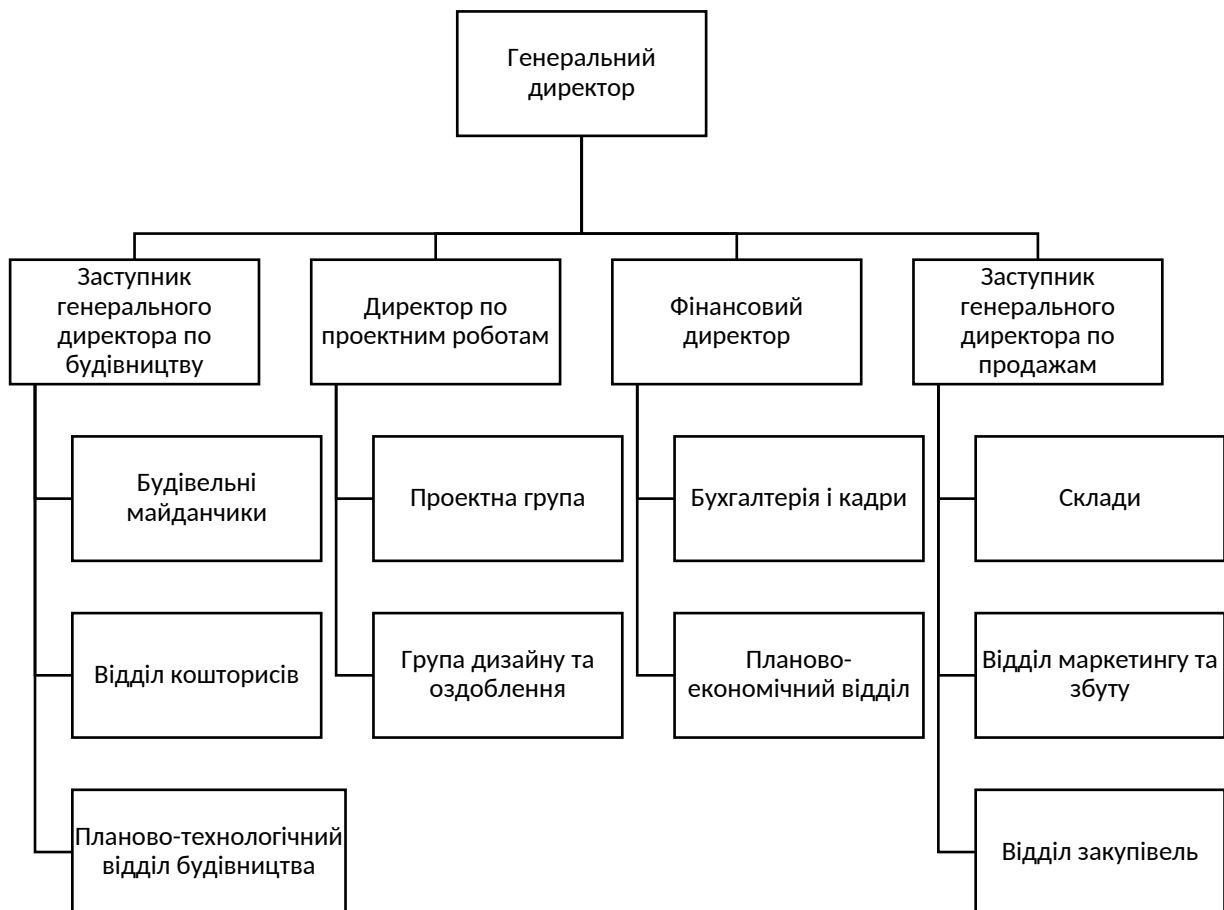 Генеральний
директор
Заступник
генерального
директора по
будівництву
Директор по
проектним роботам
Фінансовий
директор
Заступник
генерального
директора по
продажам
Будівельні
майданчики
Проектна група
Бухгалтерія і кадри
Склади
Відділ кошторисів
Група дизайну та
оздоблення
Планово-
економічний відділ
Відділ маркетингу та
збуту
Планово-технологічний
відділ будівництва
Відділ закупівель